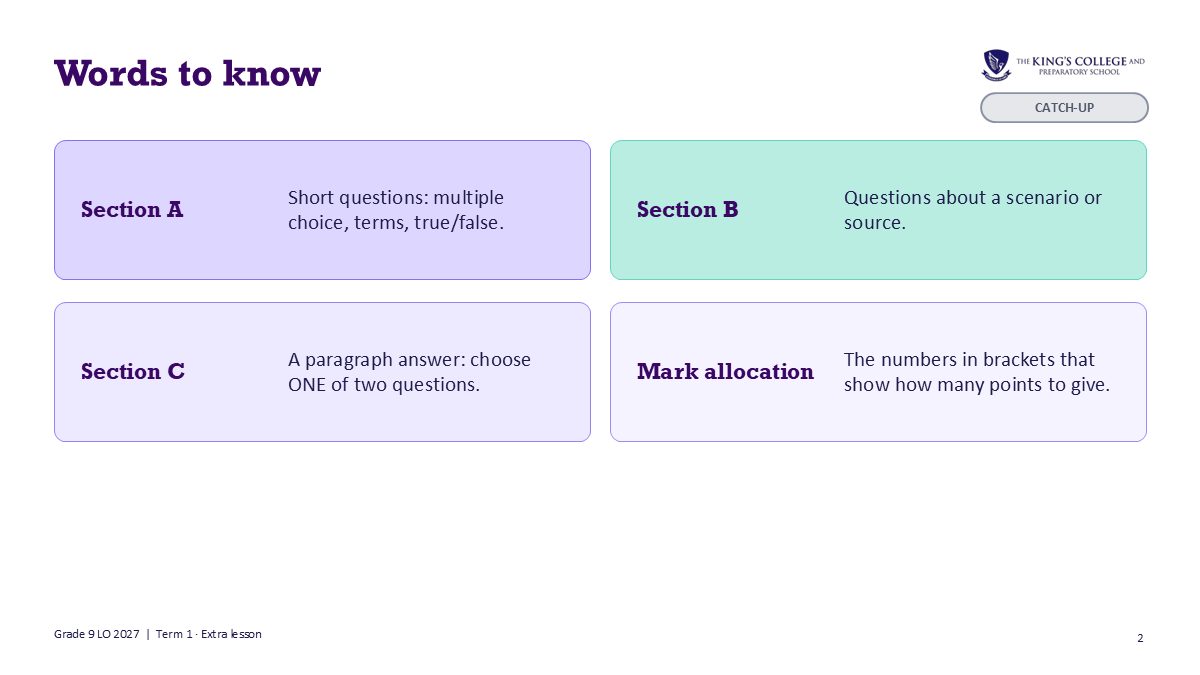 Words to know
THE KING'S COLLEGE AND
PREPARATORY SCHOOL
CATCH-UP
Section A
Short questions: multiple
choice, terms, true/false.
Section B
Questions about a scenario or
source.
Section C
A paragraph answer: choose
ONE of two questions.
Mark allocation
The numbers in brackets that
show how many points to give.
Grade 9 LO 2027 | Term 1 · Extra lesson
2